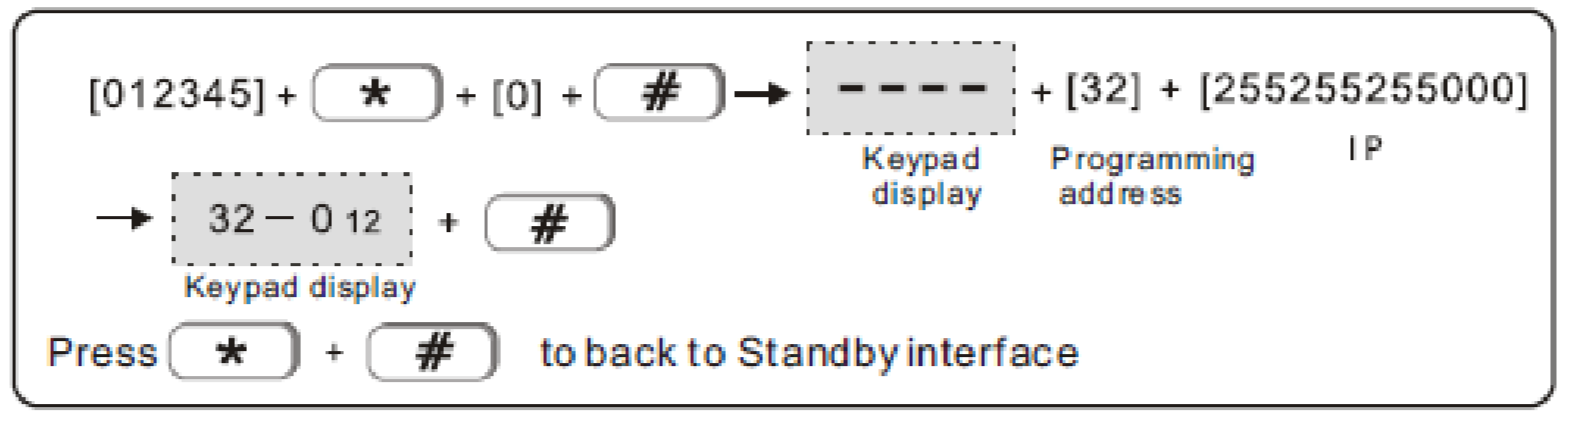 [012345] + * + [0] + # → – – – – + [32] + [255255255000]
Keypad display
Programming address
IP
→ 32 – 0 12 + #
Keypad display
Press * + # to back to Standby interface